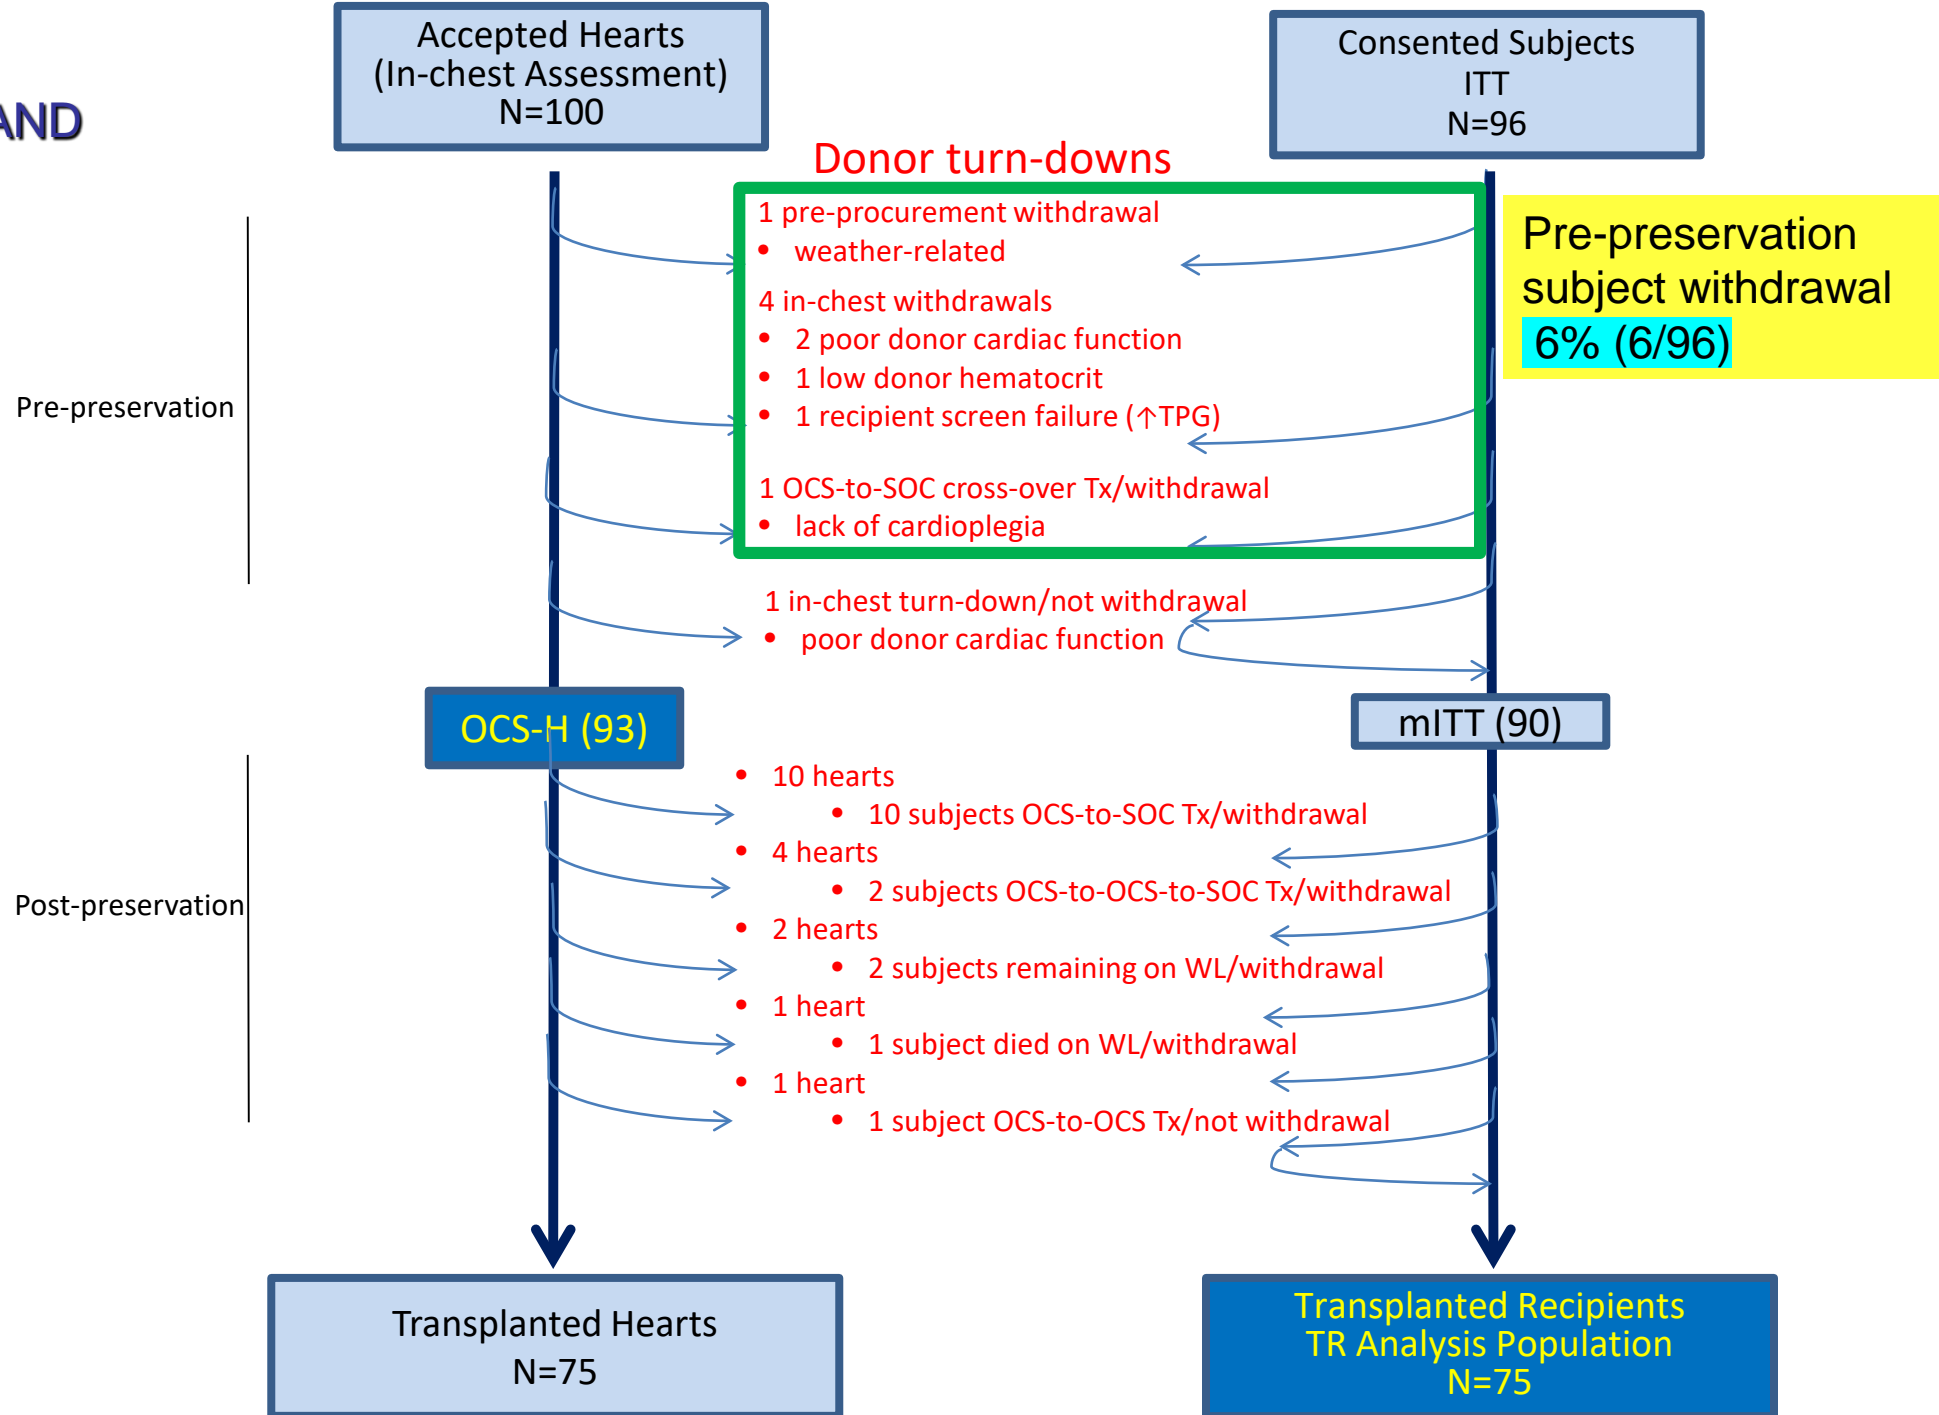 AND
Accepted Hearts
(In-chest Assessment)
N=100
Consented Subjects
ITT
N=96
Donor turn-downs
1 pre-procurement withdrawal
• weather-related
4 in-chest withdrawals
• 2 poor donor cardiac function
• 1 low donor hematocrit
• 1 recipient screen failure (↑TPG)
1 OCS-to-SOC cross-over Tx/withdrawal
• lack of cardioplegia
Pre-preservation
subject withdrawal
6% (6/96)
Pre-preservation
1 in-chest turn-down/not withdrawal
• poor donor cardiac function
OCS-H (93)
mITT (90)
• 10 hearts
• 10 subjects OCS-to-SOC Tx/withdrawal
• 4 hearts
• 2 subjects OCS-to-OCS-to-SOC Tx/withdrawal
• 2 hearts
• 2 subjects remaining on WL/withdrawal
• 1 heart
• 1 subject died on WL/withdrawal
• 1 heart
• 1 subject OCS-to-OCS Tx/not withdrawal
Post-preservation
Transplanted Hearts
N=75
Transplanted Recipients
TR Analysis Population
N=75